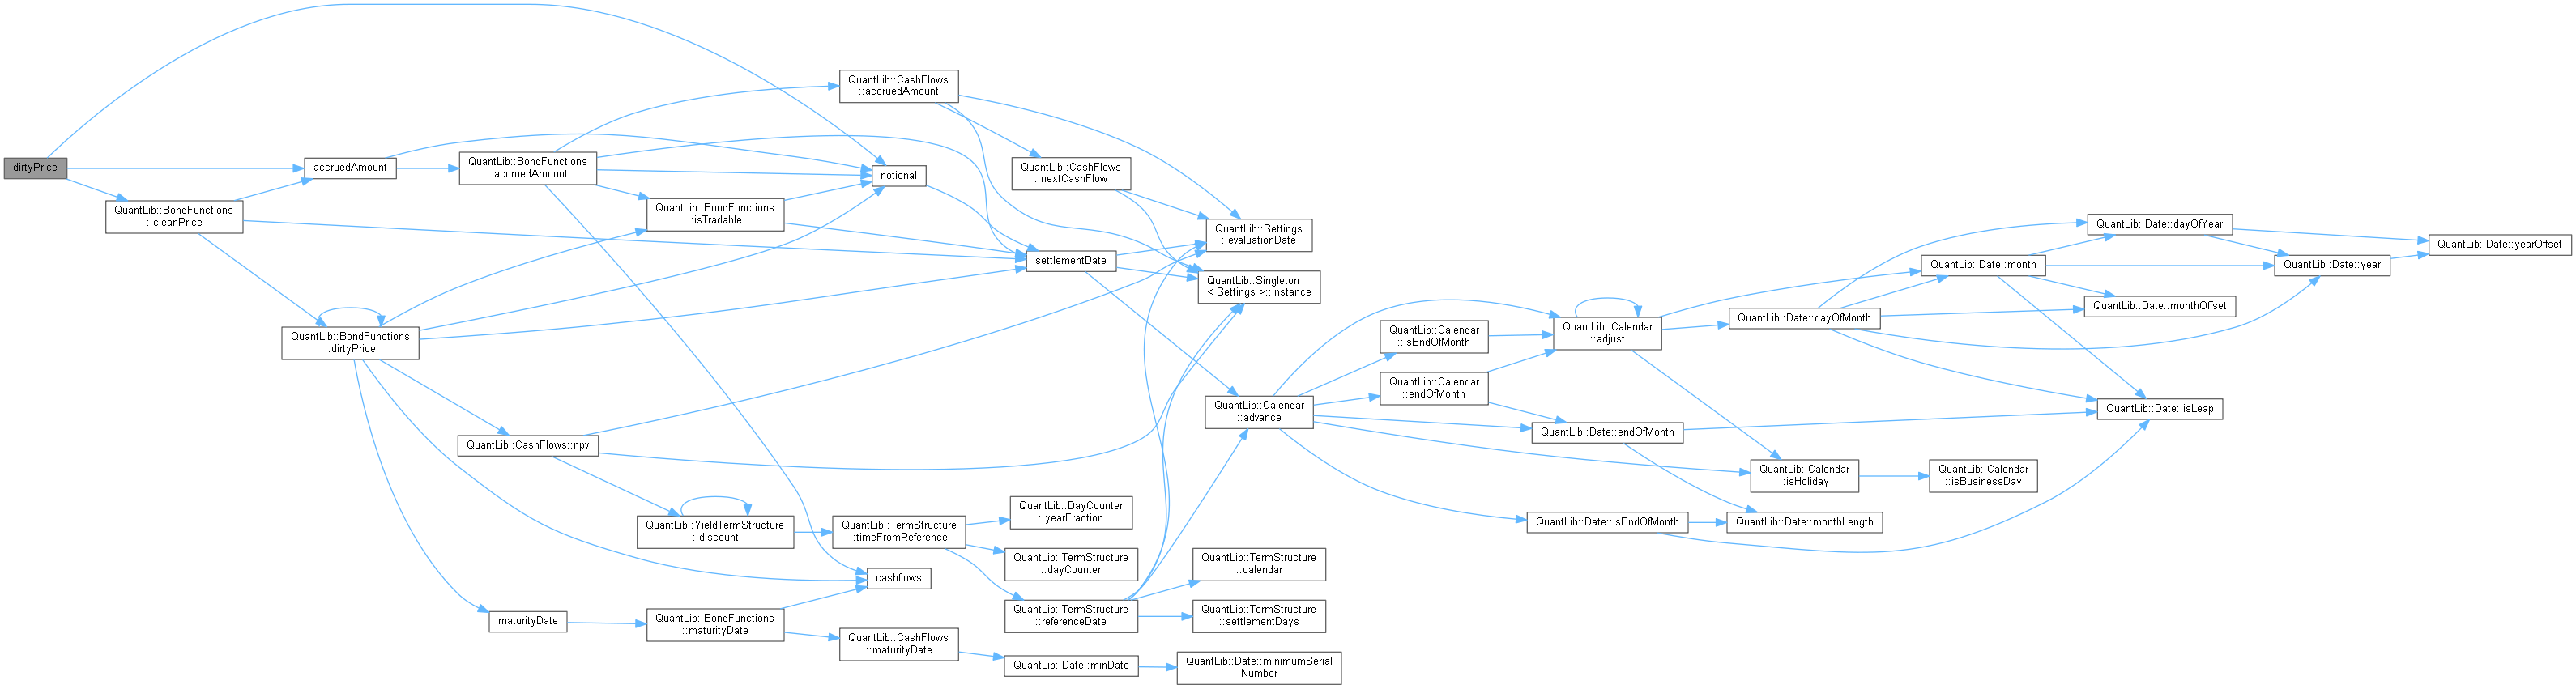 dirtyPrice
QuantLib::BondFunctions
::cleanPrice
accruedAmount
QuantLib::BondFunctions
::dirtyPrice
QuantLib::BondFunctions
::accruedAmount
QuantLib::CashFlows::npv
maturityDate
QuantLib::BondFunctions
::isTradable
QuantLib::YieldTermStructure
::discount
QuantLib::BondFunctions
::maturityDate
QuantLib::CashFlows
::accruedAmount
notional
QuantLib::TermStructure
::timeFromReference
cashflows
QuantLib::CashFlows
::maturityDate
QuantLib::CashFlows
::nextCashFlow
settlementDate
QuantLib::DayCounter
::yearFraction
QuantLib::TermStructure
::dayCounter
QuantLib::TermStructure
::referenceDate
QuantLib::Date::minDate
QuantLib::Settings
::evaluationDate
QuantLib::Singleton
< Settings >::instance
QuantLib::Calendar
::advance
QuantLib::TermStructure
::calendar
QuantLib::TermStructure
::settlementDays
QuantLib::Date::minimumSerial
Number
QuantLib::Calendar
::isEndOfMonth
QuantLib::Calendar
::endOfMonth
QuantLib::Calendar
::adjust
QuantLib::Date::endOfMonth
QuantLib::Date::isEndOfMonth
QuantLib::Date::dayOfMonth
QuantLib::Calendar
::isHoliday
QuantLib::Date::monthLength
QuantLib::Date::month
QuantLib::Calendar
::isBusinessDay
QuantLib::Date::dayOfYear
QuantLib::Date::monthOffset
QuantLib::Date::isLeap
QuantLib::Date::year
QuantLib::Date::yearOffset